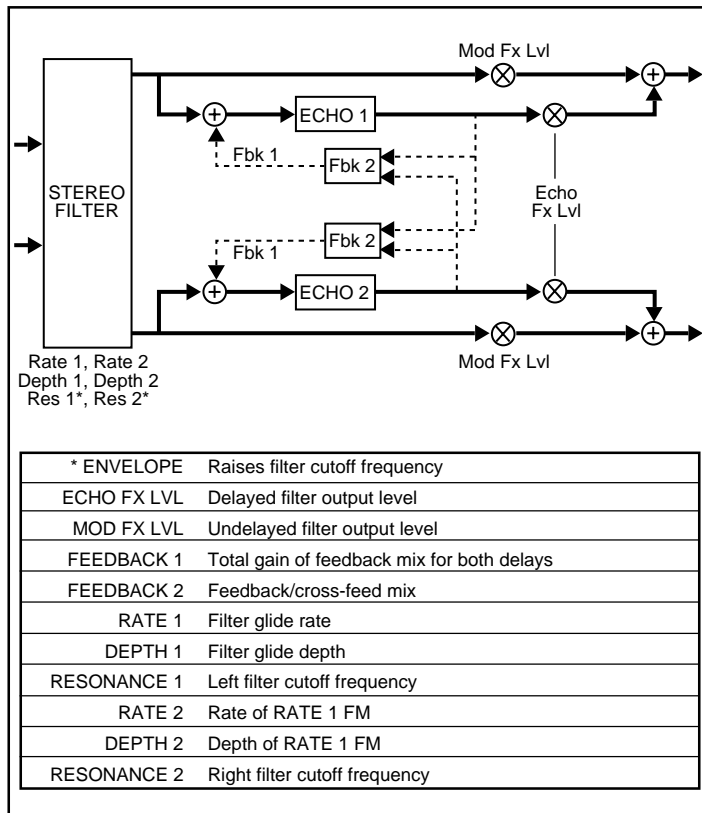 Mod Fx Lvl
+
+
ECHO 1
Fbk 1
Fbk 2
STEREO
FILTER
Echo
Fx Lvl
Fbk 2
Fbk 1
+
ECHO 2
+
Mod Fx Lvl
Rate 1, Rate 2
Depth 1, Depth 2
Res 1*, Res 2*
* ENVELOPE Raises filter cutoff frequency
ECHO FX LVL Delayed filter output level
MOD FX LVL Undelayed filter output level
FEEDBACK 1 Total gain of feedback mix for both delays
FEEDBACK 2 Feedback/cross-feed mix
RATE 1 Filter glide rate
DEPTH 1 Filter glide depth
RESONANCE 1 Left filter cutoff frequency
RATE 2 Rate of RATE 1 FM
DEPTH 2 Depth of RATE 1 FM
RESONANCE 2 Right filter cutoff frequency